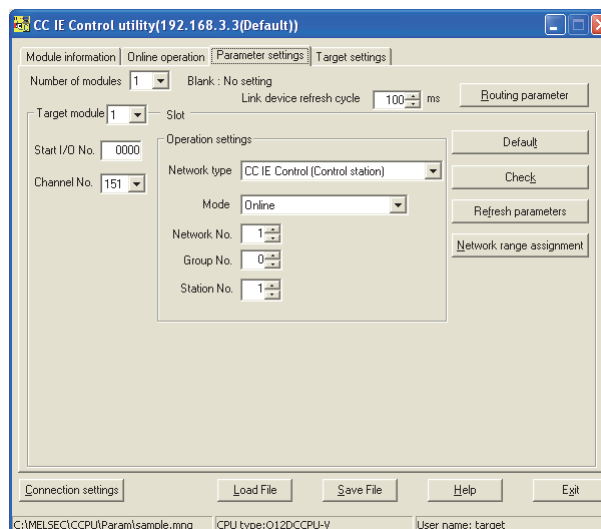 CC IE Control utility(192.168.3.3(Default))
Module information Online operation Parameter settings Target settings
Number of modules 1 Blank : No setting
Link device refresh cycle 100 ms Routing parameter
Target module 1 Slot
Start I/O No. 0000 Operation settings Default
Channel No. 151 Network type CC IE Control (Control station) Check
Mode Online Refresh parameters
Network No. 1 Network range assignment
Group No. 0
Station No. 1
Connection settings Load File Save File Help Exit
C:\MELSEC\CCPU\Param\sample.mng CPU type:Q12DCCPU-V User name: target